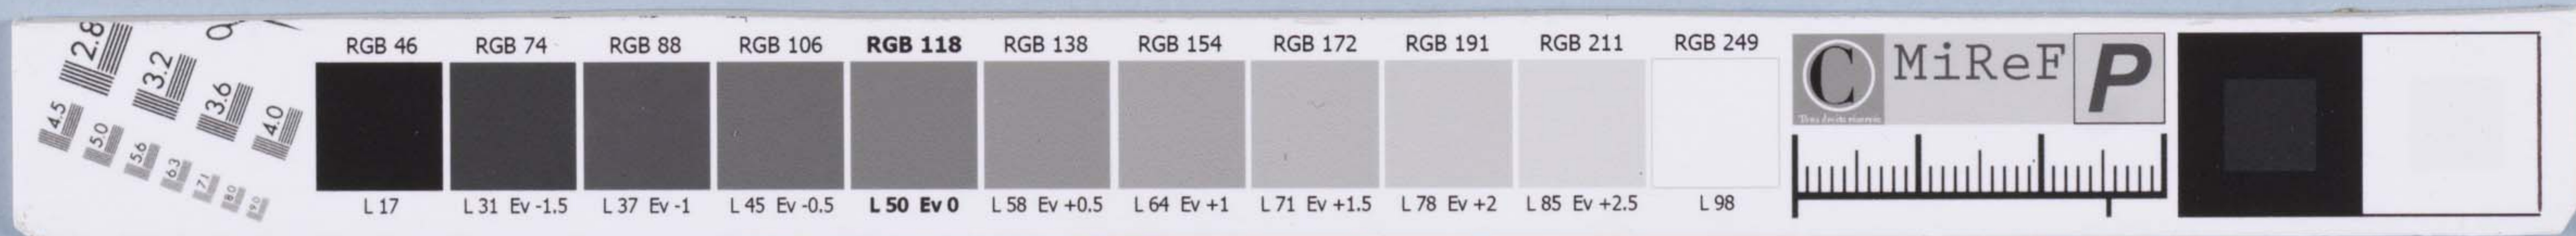 2.8
3.2
3.6
4.0
4.5
5.0
5.6
6.3
7.1
8.0
9.0
RGB 46 RGB 74 RGB 88 RGB 106 RGB 118 RGB 138 RGB 154 RGB 172 RGB 191 RGB 211 RGB 249
L 17 L 31 Ev -1.5 L 37 Ev -1 L 45 Ev -0.5 L 50 Ev 0 L 58 Ev +0.5 L 64 Ev +1 L 71 Ev +1.5 L 78 Ev +2 L 85 Ev +2.5 L 98
C MiReF P
Tous droits réservés